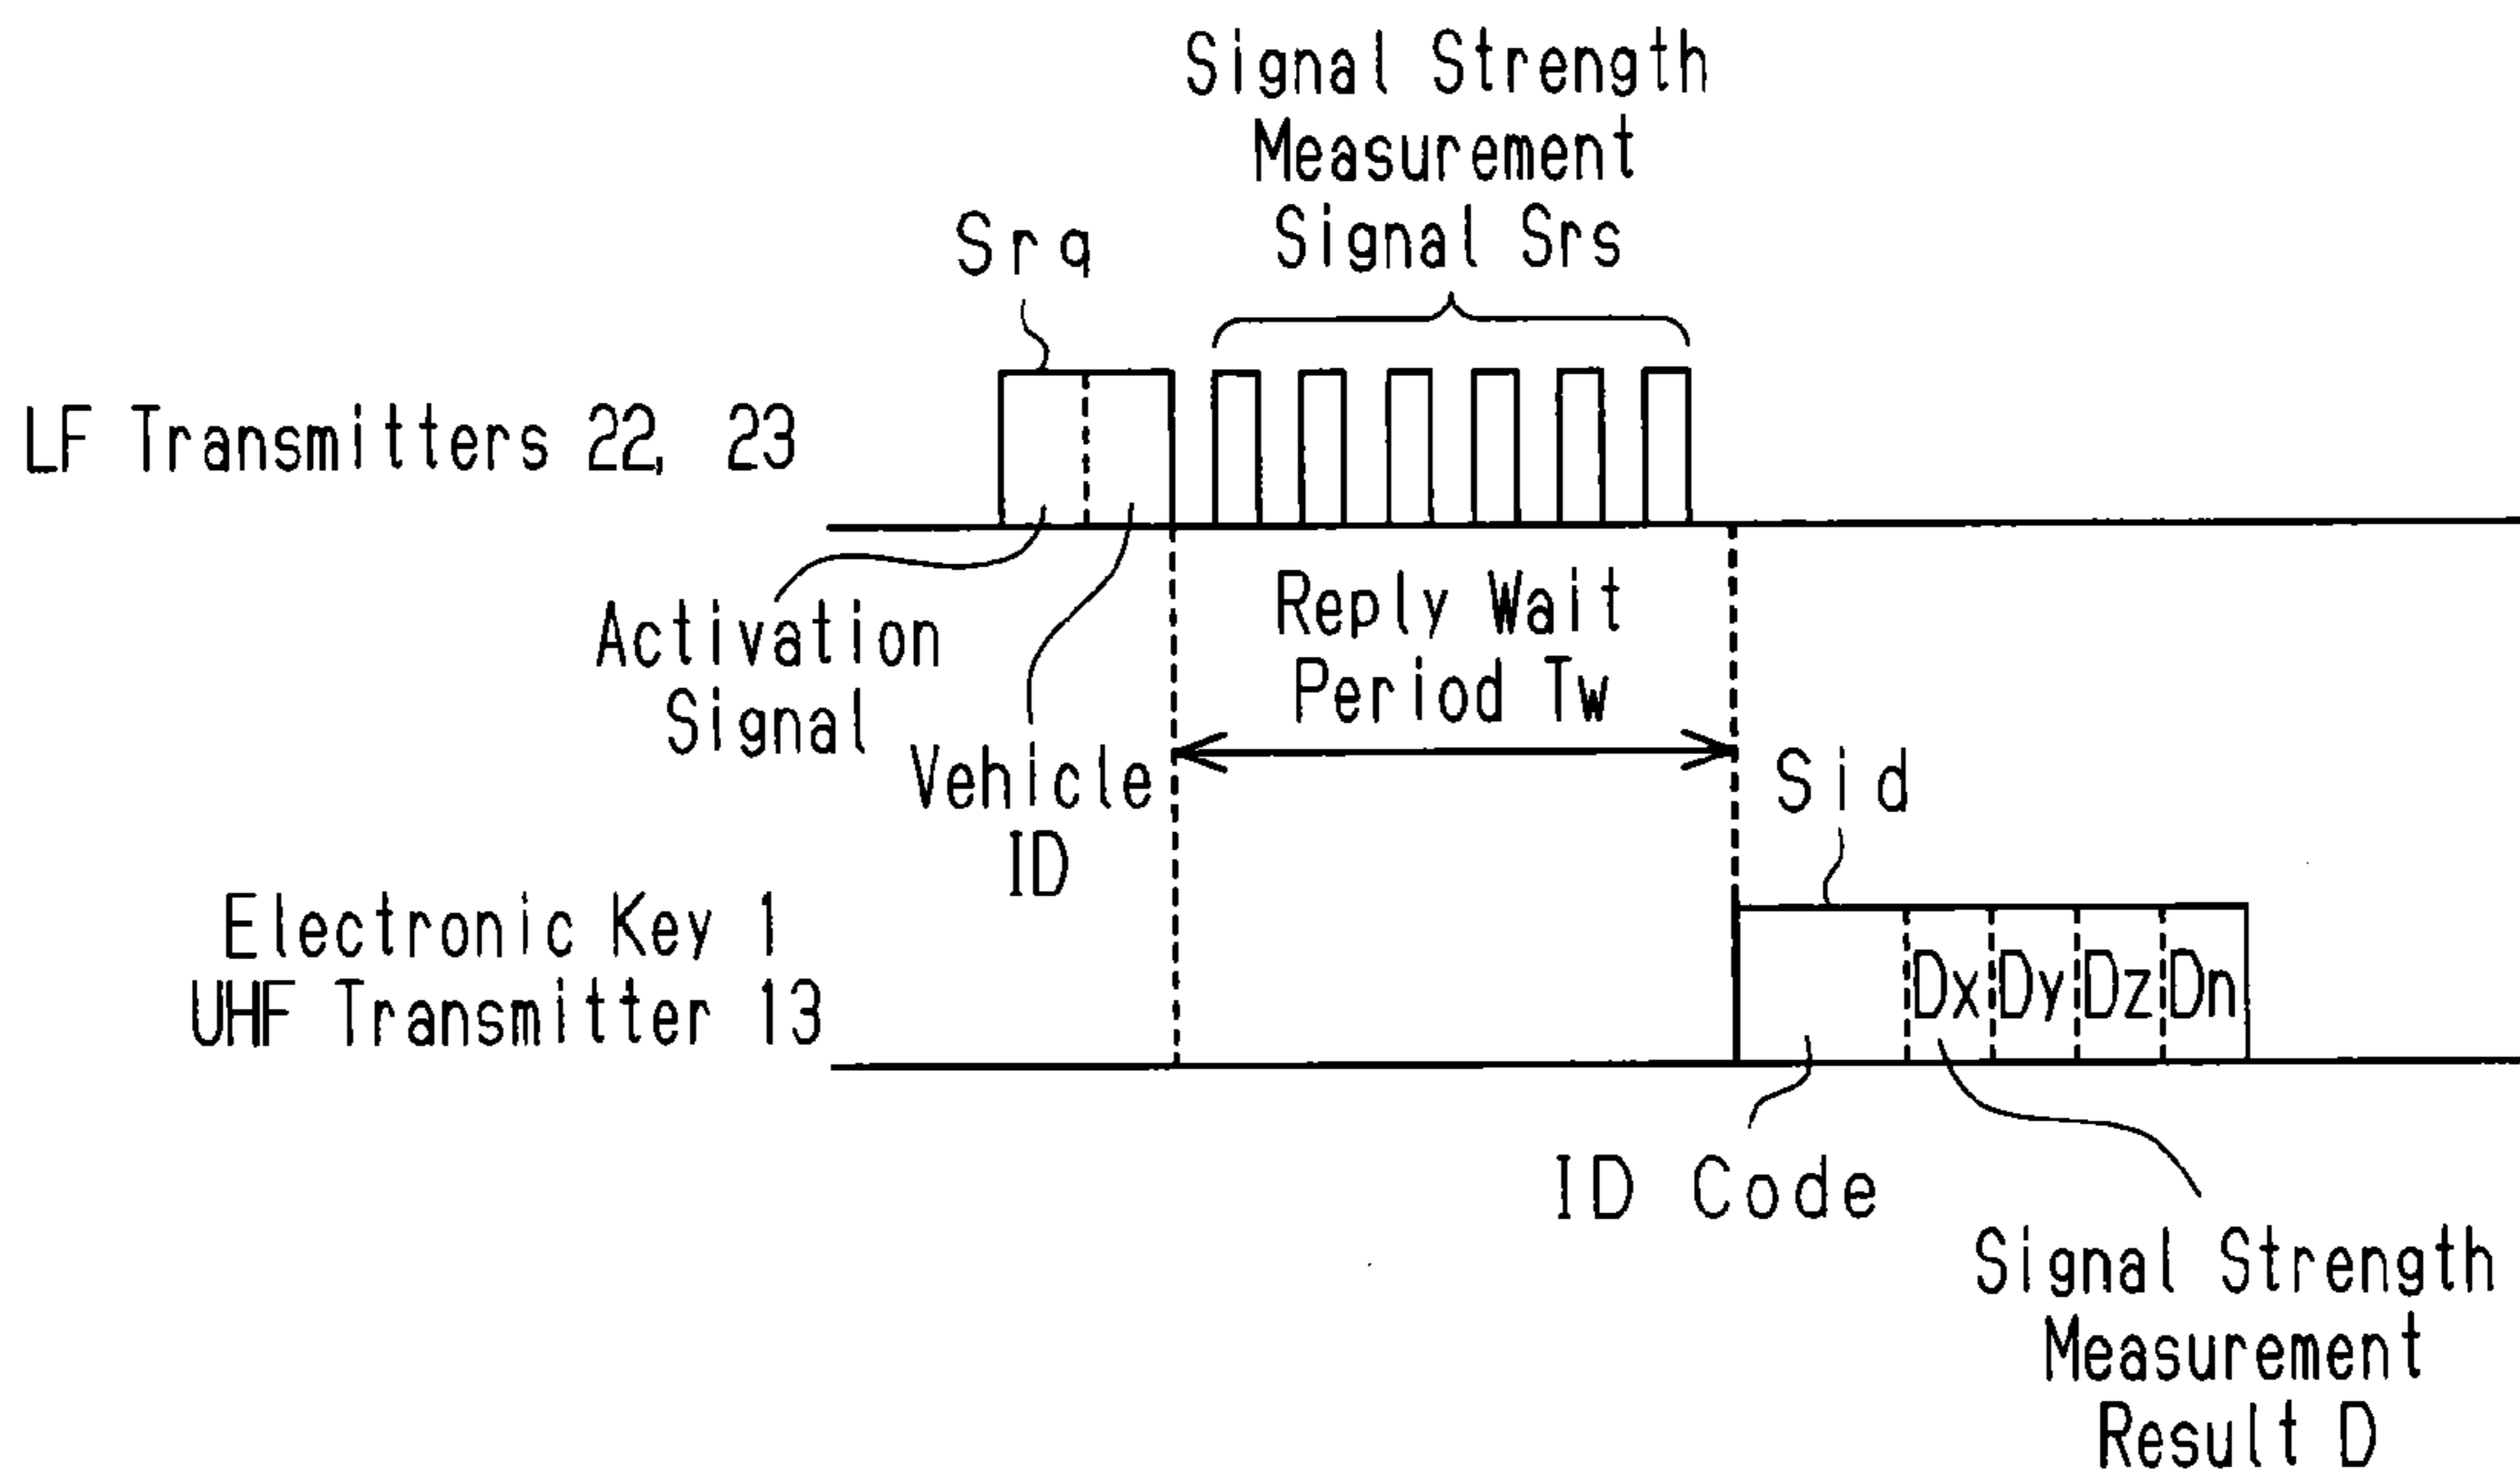 Signal Strength
Measurement
Signal Srs
Srq
LF Transmitters 22, 23
Activation
Signal
Vehicle
ID
Reply Wait
Period Tw
Sid
Electronic Key 1
UHF Transmitter 13
Dx Dy Dz Dn
ID Code
Signal Strength
Measurement
Result D